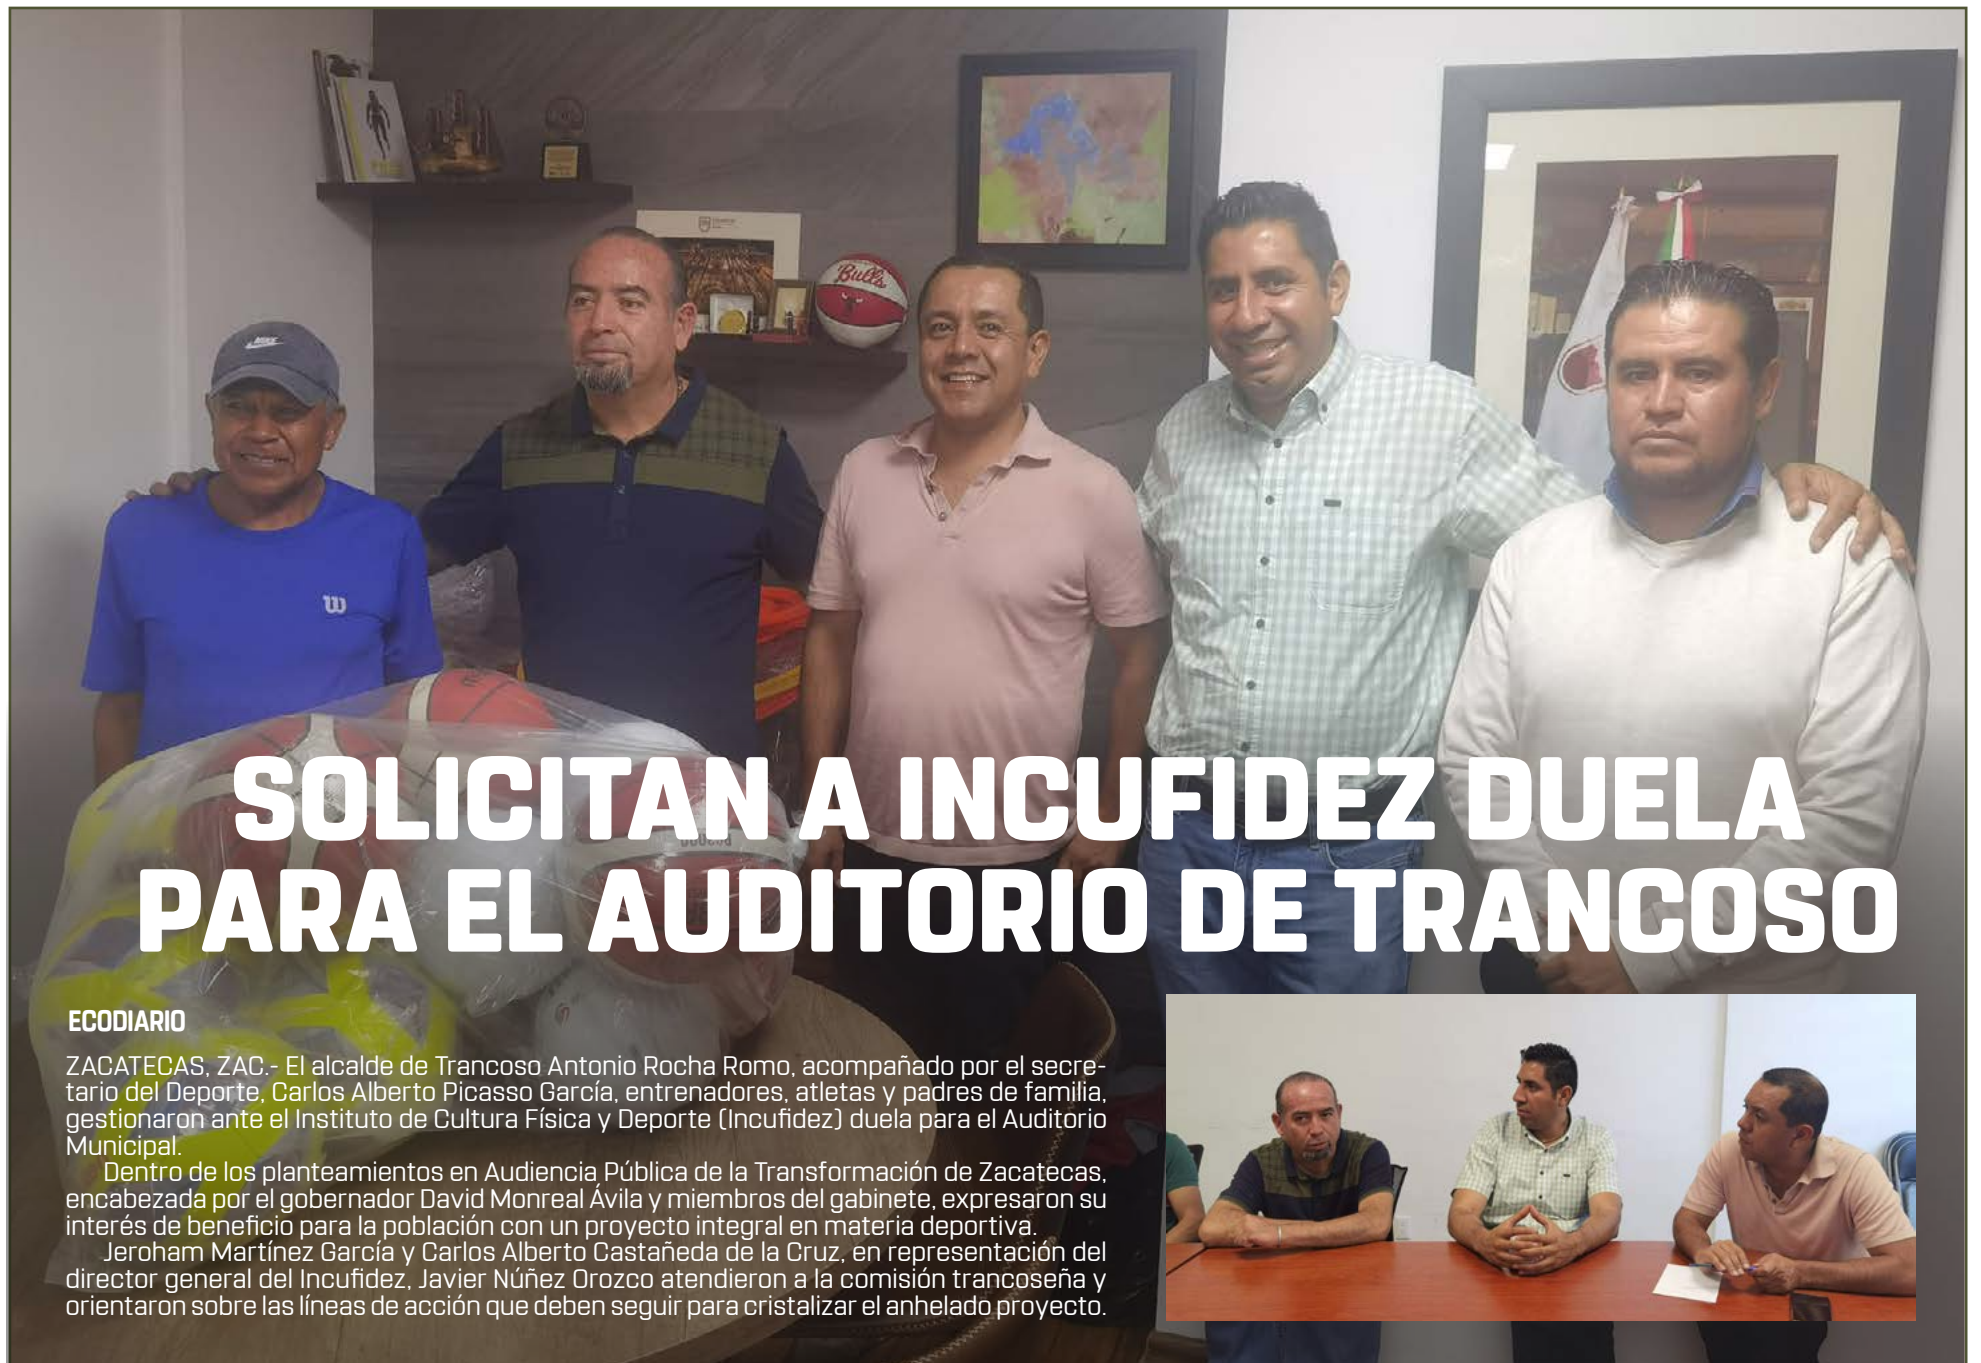 Bulls
NIKE
W
SOLICITAN A INCUFIDEZ DUELA
PARA EL AUDITORIO DE TRANCOSO
ECODIARIO
ZACATECAS, ZAC.- El alcalde de Trancoso Antonio Rocha Romo, acompañado por el secre-
tario del Deporte, Carlos Alberto Picasso García, entrenadores, atletas y padres de familia,
gestionaron ante el Instituto de Cultura Física y Deporte (Incufidez) duela para el Auditorio
Municipal.
Dentro de los planteamientos en Audiencia Pública de la Transformación de Zacatecas,
encabezada por el gobernador David Monreal Ávila y miembros del gabinete, expresaron su
interés de beneficio para la población con un proyecto integral en materia deportiva.
Jeroham Martínez García y Carlos Alberto Castañeda de la Cruz, en representación del
director general del Incufidez, Javier Núñez Orozco atendieron a la comisión trancoseña y
orientaron sobre las líneas de acción que deben seguir para cristalizar el anhelado proyecto.